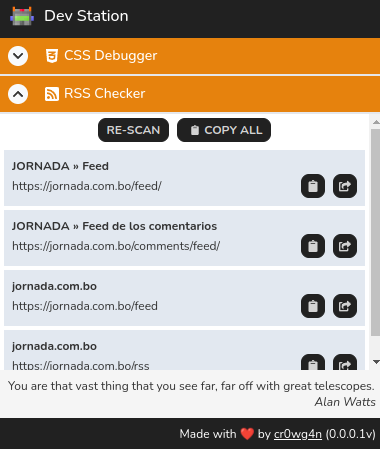 Dev Station
CSS Debugger
RSS Checker
RE-SCAN
COPY ALL
JORNADA » Feed
https://jornada.com.bo/feed/
JORNADA » Feed de los comentarios
https://jornada.com.bo/comments/feed/
jornada.com.bo
https://jornada.com.bo/feed
jornada.com.bo
https://jornada.com.bo/rss
You are that vast thing that you see far, far off with great telescopes.
Alan Watts
Made with ❤️ by cr0wg4n (0.0.0.1v)